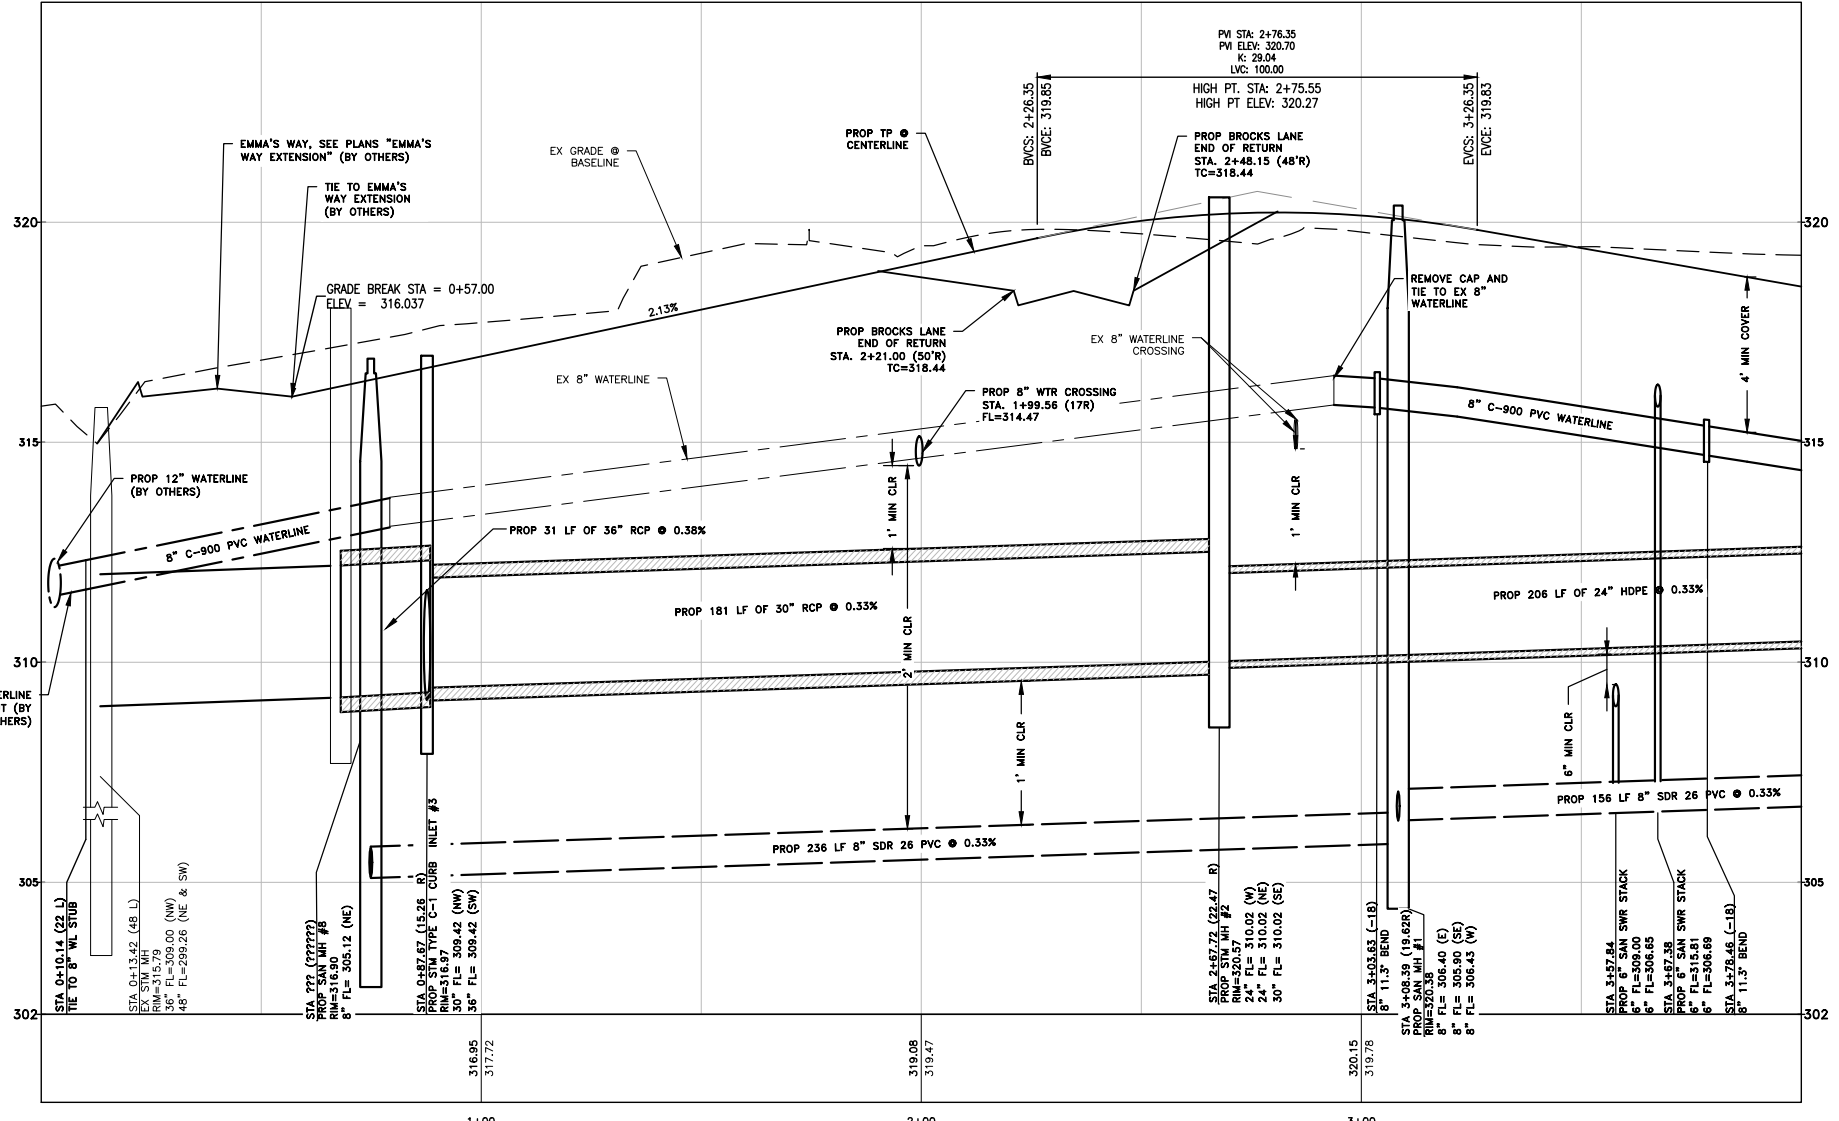 PVI STA: 2+76.35
PVI ELEV: 320.70
K: 29.04
LVC: 100.00
HIGH PT. STA: 2+75.55
HIGH PT ELEV: 320.27
BVCS: 2+26.35
BVCE: 319.85
EVCS: 3+26.35
EVCE: 319.83
EMMA'S WAY, SEE PLANS "EMMA'S
WAY EXTENSION" (BY OTHERS)
TIE TO EMMA'S
WAY EXTENSION
(BY OTHERS)
EX GRADE @
BASELINE
PROP TP @
CENTERLINE
PROP BROCKS LANE
END OF RETURN
STA. 2+48.15 (48'R)
TC=318.44
320
320
GRADE BREAK STA = 0+57.00
ELEV = 316.037
2.13%
REMOVE CAP AND
TIE TO EX 8"
WATERLINE
PROP BROCKS LANE
END OF RETURN
STA. 2+21.00 (50'R)
TC=318.44
EX 8" WATERLINE
CROSSING
4' MIN COVER
EX 8" WATERLINE
PROP 8" WTR CROSSING
STA. 1+99.56 (17R)
FL=314.47
8" C-900 PVC WATERLINE
315
315
PROP 12" WATERLINE
(BY OTHERS)
8" C-900 PVC WATERLINE
1' MIN CLR
1' MIN CLR
PROP 31 LF OF 36" RCP @ 0.38%
PROP 181 LF OF 30" RCP @ 0.33%
PROP 206 LF OF 24" HDPE @ 0.33%
2' MIN CLR
310
310
ERLINE
T (BY
HERS)
1' MIN CLR
6" MIN CLR
PROP 236 LF 8" SDR 26 PVC @ 0.33%
PROP 156 LF 8" SDR 26 PVC @ 0.33%
305
305
STA 0+10.14 (22 L)
TIE TO 8" WL STUB
STA 0+13.42 (48 L)
EX STM MH
RIM=315.79
36" FL=309.00 (NW)
48" FL=299.26 (NE & SW)
STA ??? (??????)
PROP SAN MH #8
RIM=316.90
8" FL= 305.12 (NE)
STA 0+87.67 (15.26 R)
PROP STM TYPE C-1 CURB INLET #3
RIM=316.97
30" FL= 309.42 (NW)
36" FL= 309.42 (SW)
STA 2+67.72 (22.47 R)
PROP STM MH #2
RIM=320.57
24" FL= 310.02 (W)
24" FL= 310.02 (NE)
30" FL= 310.02 (SE)
STA 3+03.63 (-18)
8" 11.3° BEND
STA 3+08.39 (19.62R)
PROP SAN MH #1
RIM=320.38
8" FL= 306.40 (E)
8" FL= 305.90 (SE)
8" FL= 306.43 (W)
STA 3+57.84
PROP 6" SAN SWR STACK
6" FL=309.00
6" FL=306.65
STA 3+67.38
PROP 6" SAN SWR STACK
6" FL=315.81
6" FL=306.69
STA 3+78.46 (-18)
8" 11.3° BEND
302
302
316.95
317.72
319.08
319.47
320.15
319.78
1+00
2+00
3+00